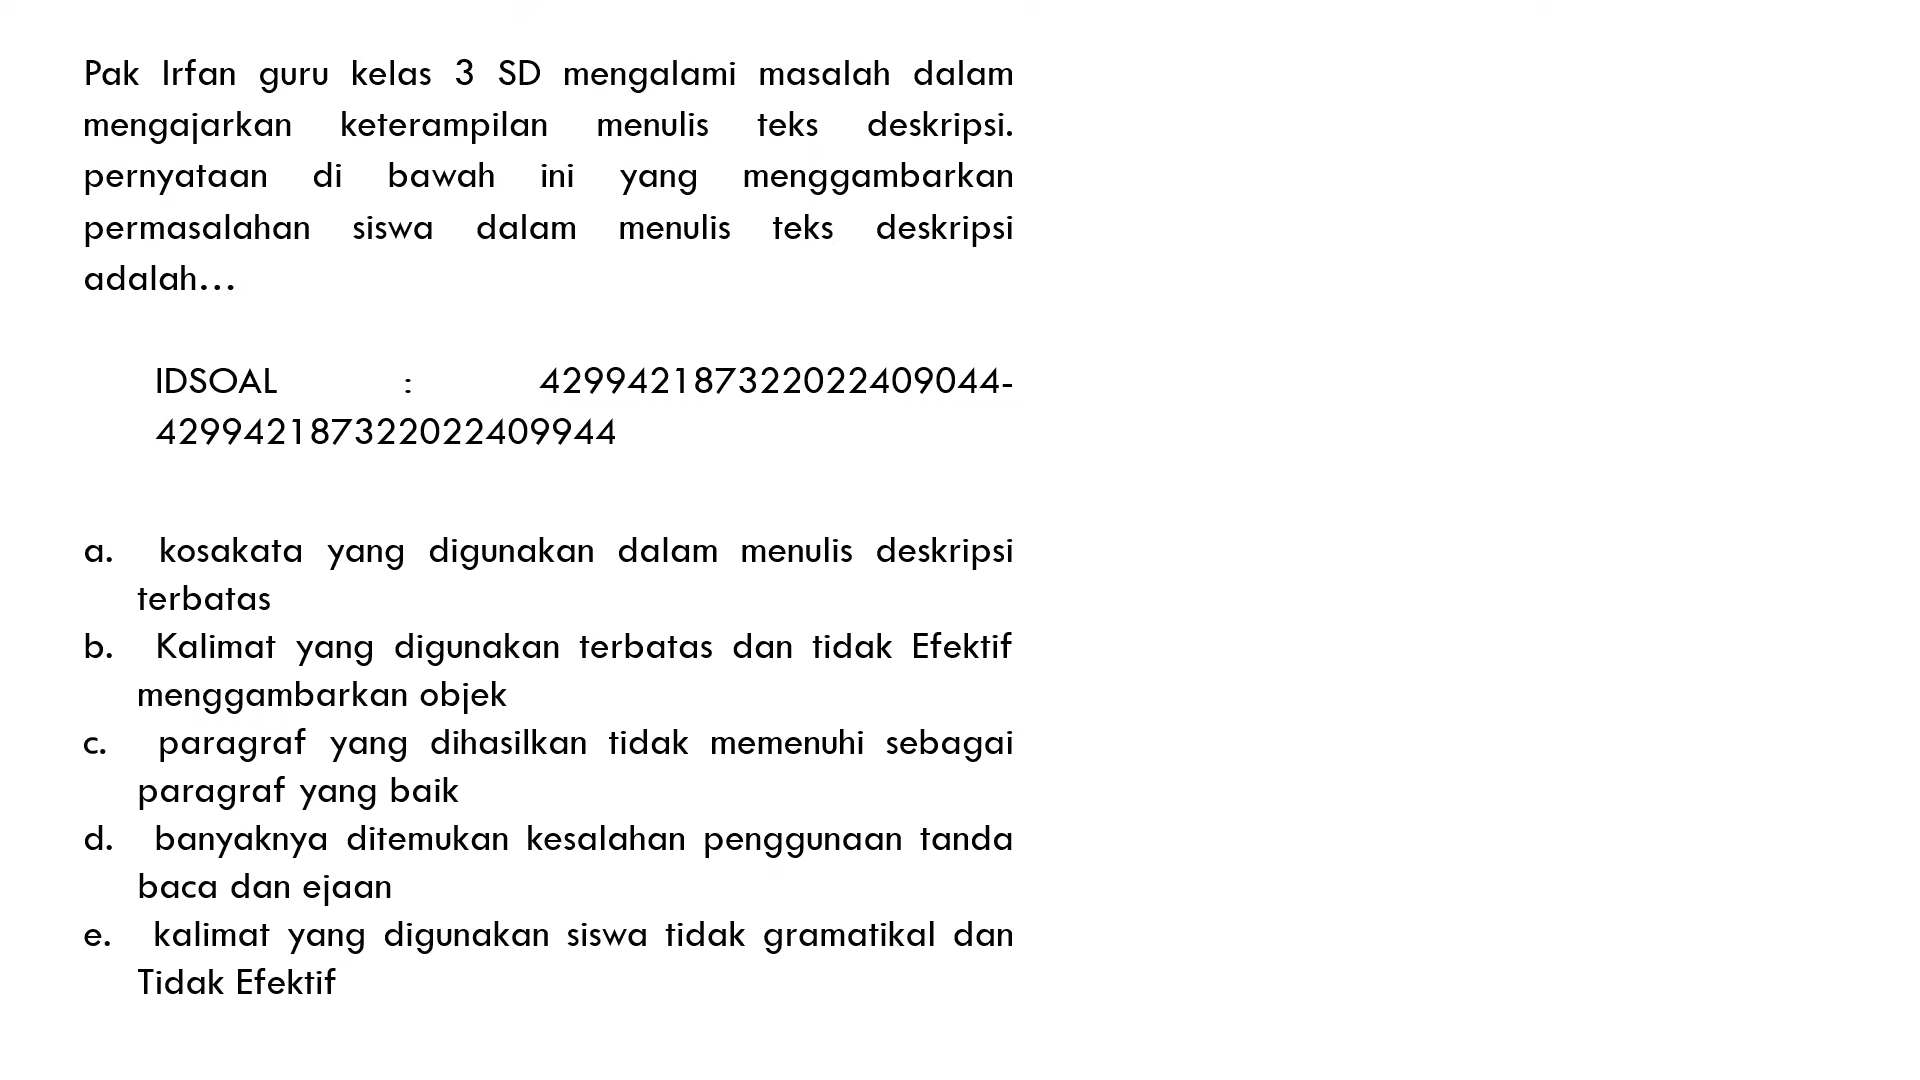 Pak Irfan guru kelas 3 SD mengalami masalah dalam
mengajarkan keterampilan menulis teks deskripsi.
pernyataan di bawah ini yang menggambarkan
permasalahan siswa dalam menulis teks deskripsi
adalah...
IDSOAL : 429942187322022409044-
429942187322022409944
a. kosakata yang digunakan dalam menulis deskripsi
terbatas
b. Kalimat yang digunakan terbatas dan tidak Efektif
menggambarkan objek
c. paragraf yang dihasilkan tidak memenuhi sebagai
paragraf yang baik
d. banyaknya ditemukan kesalahan penggunaan tanda
baca dan ejaan
e. kalimat yang digunakan siswa tidak gramatikal dan
Tidak Efektif